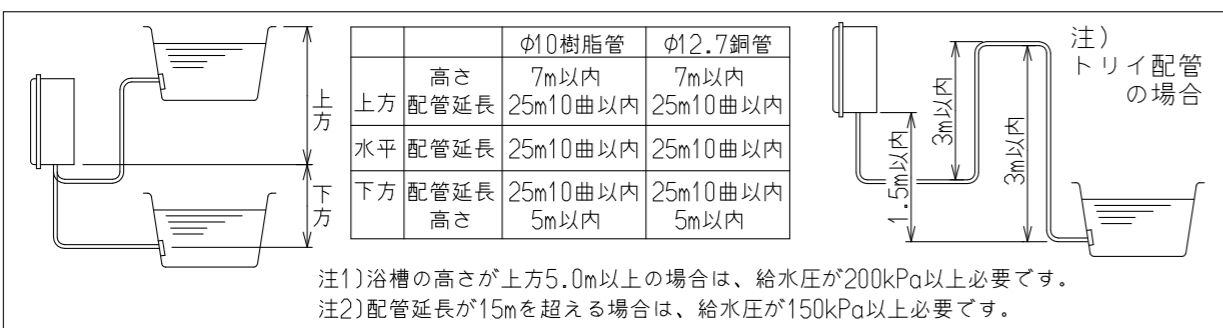 上方
下方
φ10樹脂管 φ12.7銅管
上方 高さ 7m以内 7m以内
配管延長 25m10曲以内 25m10曲以内
水平 配管延長 25m10曲以内 25m10曲以内
下方 配管延長 25m10曲以内 25m10曲以内
高さ 5m以内 5m以内
注)
トリイ配管
の場合
1.5m以内
3m以内
3m以内
注1)浴槽の高さが上方5.0m以上の場合は、給水圧が200kPa以上必要です。
注2)配管延長が15mを超える場合は、給水圧が150kPa以上必要です。